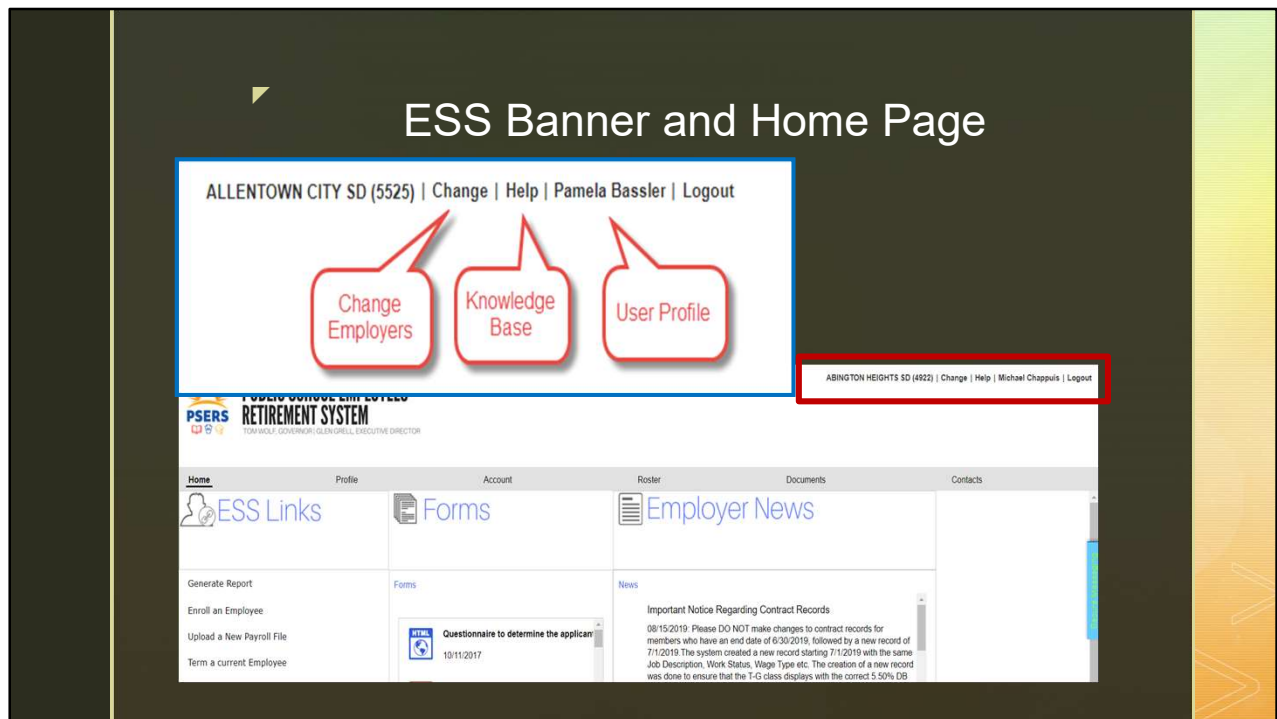 ESS Banner and Home Page
ALLENTOWN CITY SD (5525) | Change | Help | Pamela Bassler | Logout
Change
Employers
Knowledge
Base
User Profile
ABINGTON HEIGHTS SD (4922) | Change | Help | Michael Chappuis | Logout
PUBLIC SCHOOL EMPLOYEES
PSERS
RETIREMENT SYSTEM
TOM WOLF, GOVERNOR | GLEN GRELL, EXECUTIVE DIRECTOR
Home Profile Account Roster Documents Contacts
ESS Links
Forms
Employer News
Generate Report
Enroll an Employee
Upload a New Payroll File
Term a current Employee
Forms
HTML
Questionnaire to determine the applicant
10/11/2017
News
Important Notice Regarding Contract Records
08/15/2019: Please DO NOT make changes to contract records for
members who have an end date of 6/30/2019, followed by a new record of
7/1/2019.The system created a new record starting 7/1/2019 with the same
Job Description, Work Status, Wage Type etc. The creation of a new record
was done to ensure that the T-G class displays with the correct 5.50% DB